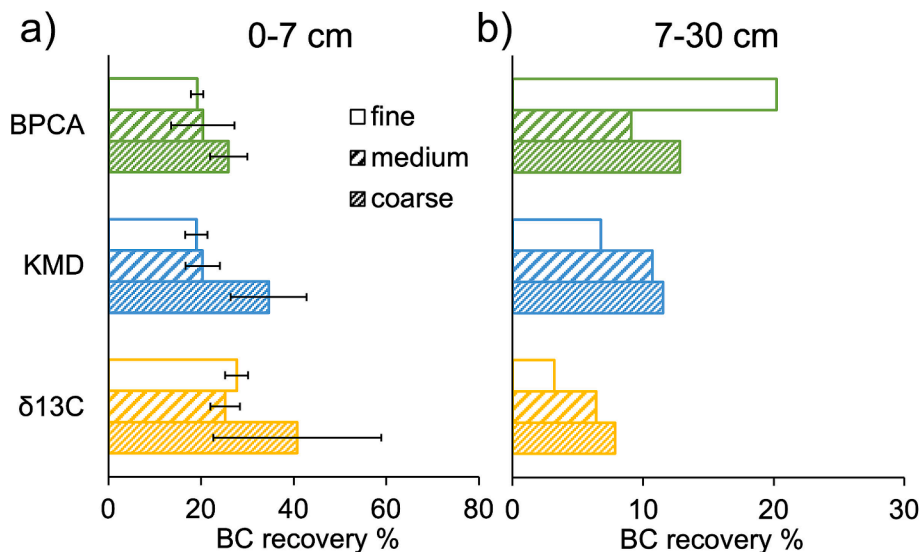 a)
0-7 cm
BPCA
KMD
δ13C
fine
medium
coarse
0 20 40 60 80
BC recovery %
b)
7-30 cm
0 10 20 30
BC recovery %